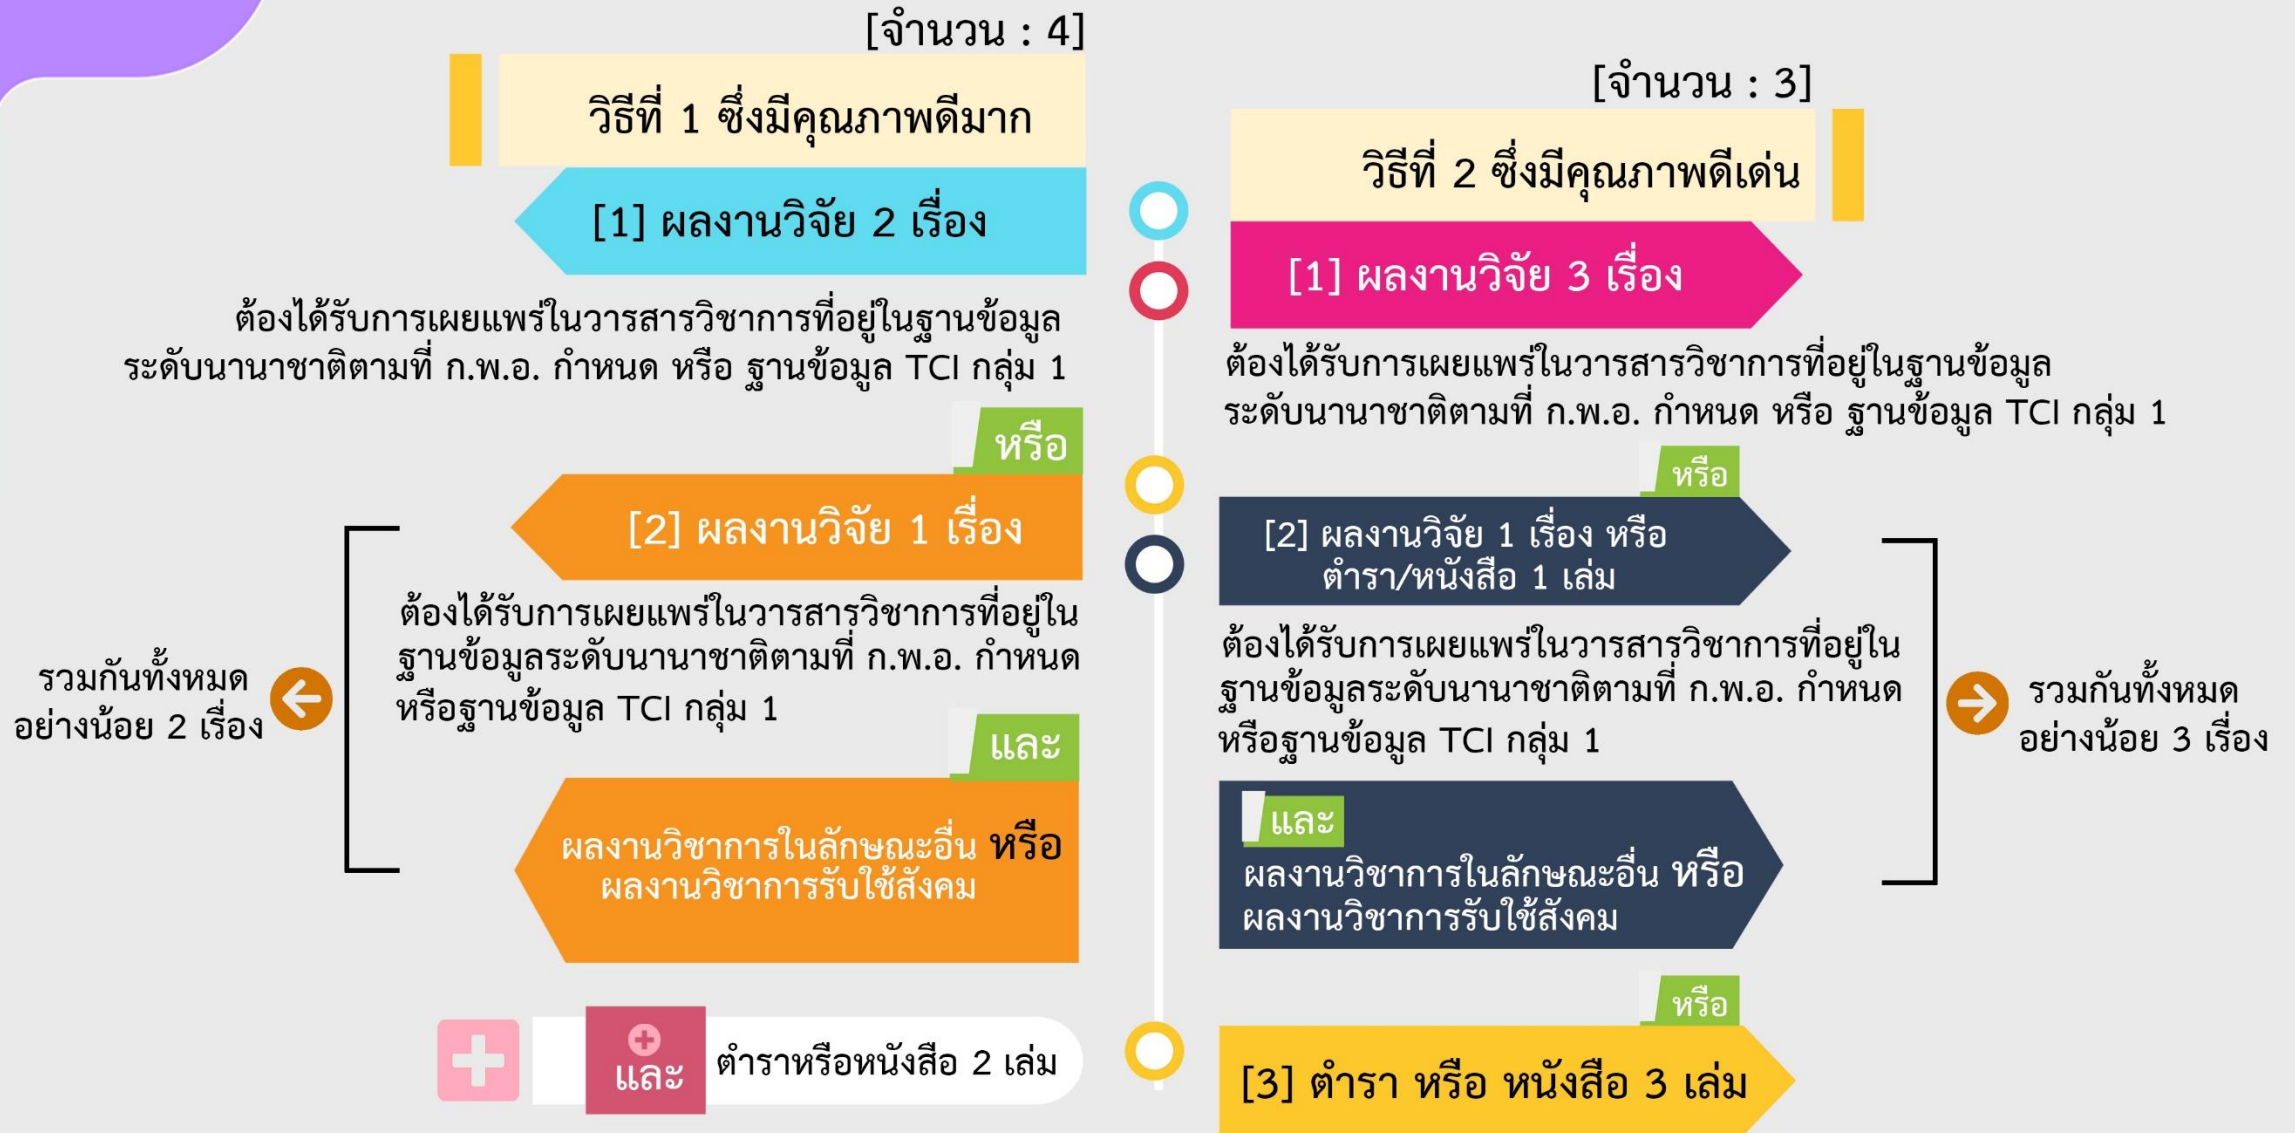 [จำนวน : 4]
วิธีที่ 1 ซึ่งมีคุณภาพดีมาก
[1] ผลงานวิจัย 2 เรื่อง
ต้องได้รับการเผยแพร่ในวารสารวิชาการที่อยู่ในฐานข้อมูล
ระดับนานาชาติตามที่ ก.พ.อ. กำหนด หรือ ฐานข้อมูล TCI กลุ่ม 1
หรือ
[2] ผลงานวิจัย 1 เรื่อง
ต้องได้รับการเผยแพร่ในวารสารวิชาการที่อยู่ใน
ฐานข้อมูลระดับนานาชาติตามที่ ก.พ.อ. กำหนด
หรือฐานข้อมูล TCI กลุ่ม 1
และ
ผลงานวิชาการในลักษณะอื่น หรือ
ผลงานวิชาการรับใช้สังคม
รวมกันทั้งหมด
อย่างน้อย 2 เรื่อง
และ ตำราหรือหนังสือ 2 เล่ม
[จำนวน : 3]
วิธีที่ 2 ซึ่งมีคุณภาพดีเด่น
[1] ผลงานวิจัย 3 เรื่อง
ต้องได้รับการเผยแพร่ในวารสารวิชาการที่อยู่ในฐานข้อมูล
ระดับนานาชาติตามที่ ก.พ.อ. กำหนด หรือ ฐานข้อมูล TCI กลุ่ม 1
หรือ
[2] ผลงานวิจัย 1 เรื่อง หรือ
ตำรา/หนังสือ 1 เล่ม
ต้องได้รับการเผยแพร่ในวารสารวิชาการที่อยู่ใน
ฐานข้อมูลระดับนานาชาติตามที่ ก.พ.อ. กำหนด
หรือฐานข้อมูล TCI กลุ่ม 1
และ
ผลงานวิชาการในลักษณะอื่น หรือ
ผลงานวิชาการรับใช้สังคม
รวมกันทั้งหมด
อย่างน้อย 3 เรื่อง
หรือ
[3] ตำรา หรือ หนังสือ 3 เล่ม